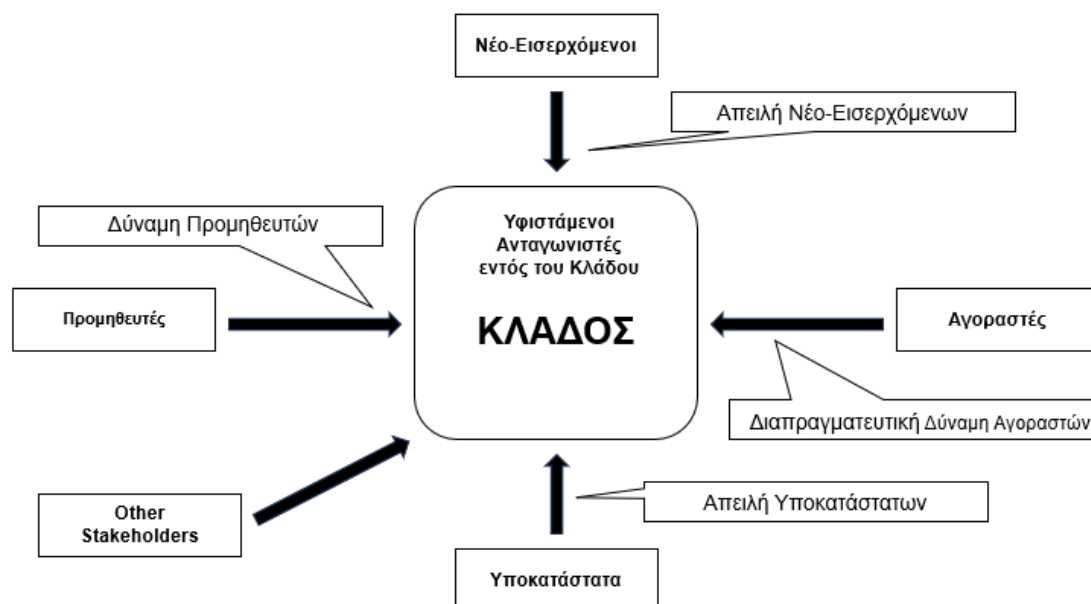 Νέο-Εισερχόμενοι
Απειλή Νέο-Εισερχόμενων
Δύναμη Προμηθευτών
Υφιστάμενοι
Ανταγωνιστές
εντός του Κλάδου
ΚΛΑΔΟΣ
Προμηθευτές
Αγοραστές
Διαπραγματευτική Δύναμη Αγοραστών
Απειλή Υποκατάστατων
Other
Stakeholders
Υποκατάστατα